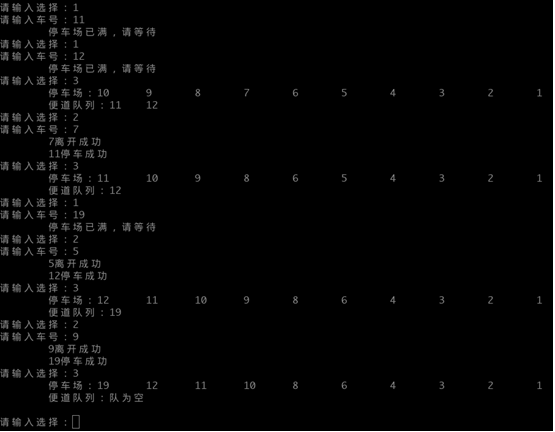 请输入选择：1
请输入车号：11
停车场已满，请等待
请输入选择：1
请输入车号：12
停车场已满，请等待
请输入选择：3
停车场：10 9 8 7 6 5 4 3 2 1
便道队列：11 12
请输入选择：2
请输入车号：7
7离开成功
11停车成功
请输入选择：3
停车场：11 10 9 8 6 5 4 3 2 1
便道队列：12
请输入选择：1
请输入车号：19
停车场已满，请等待
请输入选择：2
请输入车号：5
5离开成功
12停车成功
请输入选择：3
停车场：12 11 10 9 8 6 4 3 2 1
便道队列：19
请输入选择：2
请输入车号：9
9离开成功
19停车成功
请输入选择：3
停车场：19 12 11 10 8 6 4 3 2 1
便道队列：队为空
请输入选择：